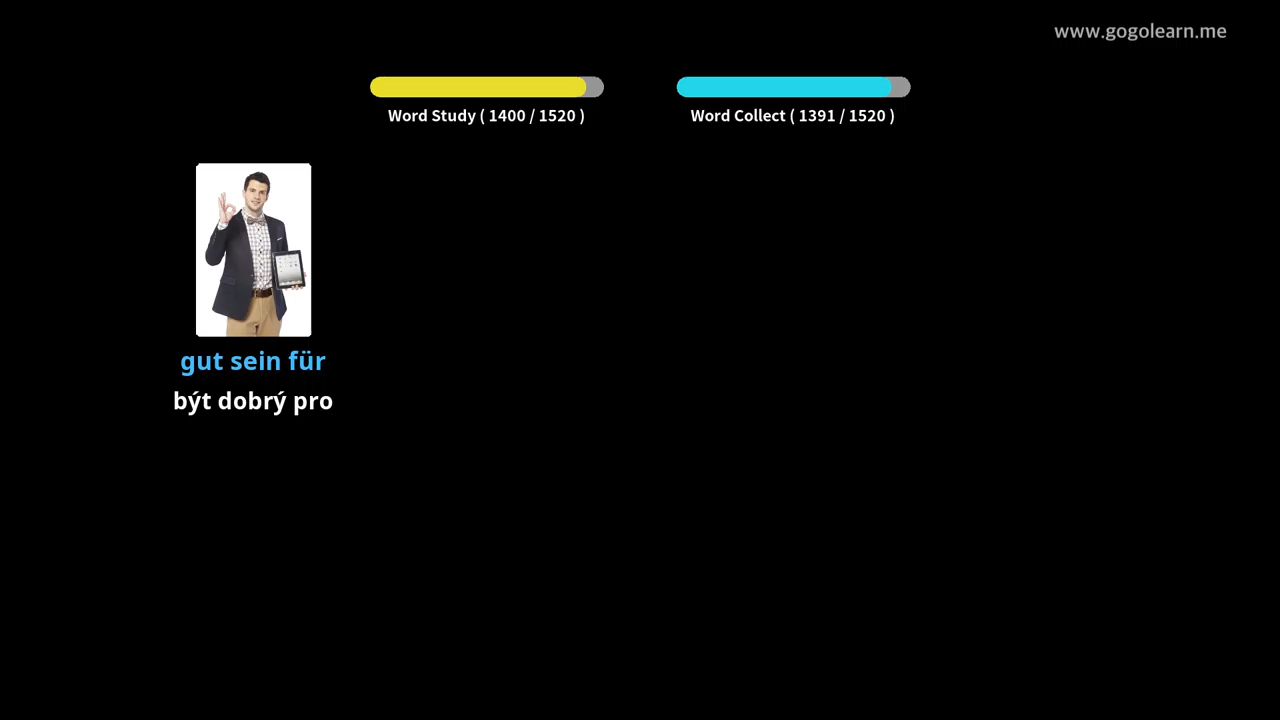 www.gogolearn.me
Word Study ( 1400 / 1520 )
Word Collect ( 1391 / 1520 )
gut sein für
být dobrý pro